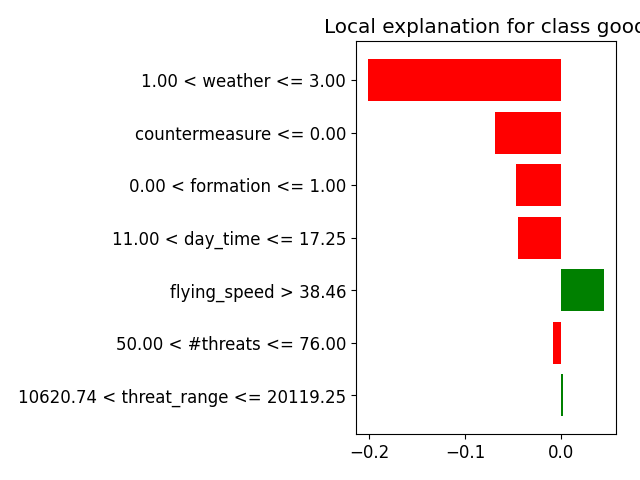 Local explanation for class good
1.00 < weather <= 3.00
countermeasure <= 0.00
0.00 < formation <= 1.00
11.00 < day_time <= 17.25
flying_speed > 38.46
50.00 < #threats <= 76.00
10620.74 < threat_range <= 20119.25
−0.2 −0.1 0.0